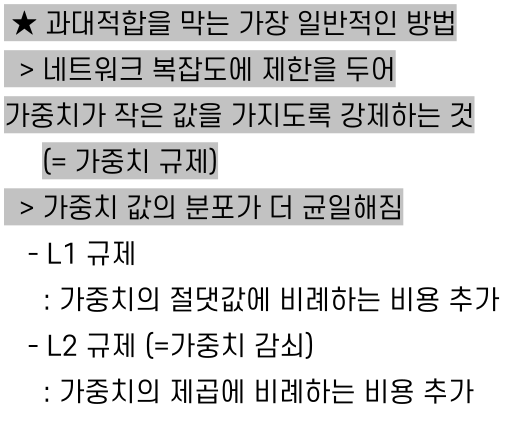 ★ 과대적합을 막는 가장 일반적인 방법
> 네트워크 복잡도에 제한을 두어
가중치가 작은 값을 가지도록 강제하는 것
(= 가중치 규제)
> 가중치 값의 분포가 더 균일해짐
- L1 규제
: 가중치의 절댓값에 비례하는 비용 추가
- L2 규제 (=가중치 감쇠)
: 가중치의 제곱에 비례하는 비용 추가